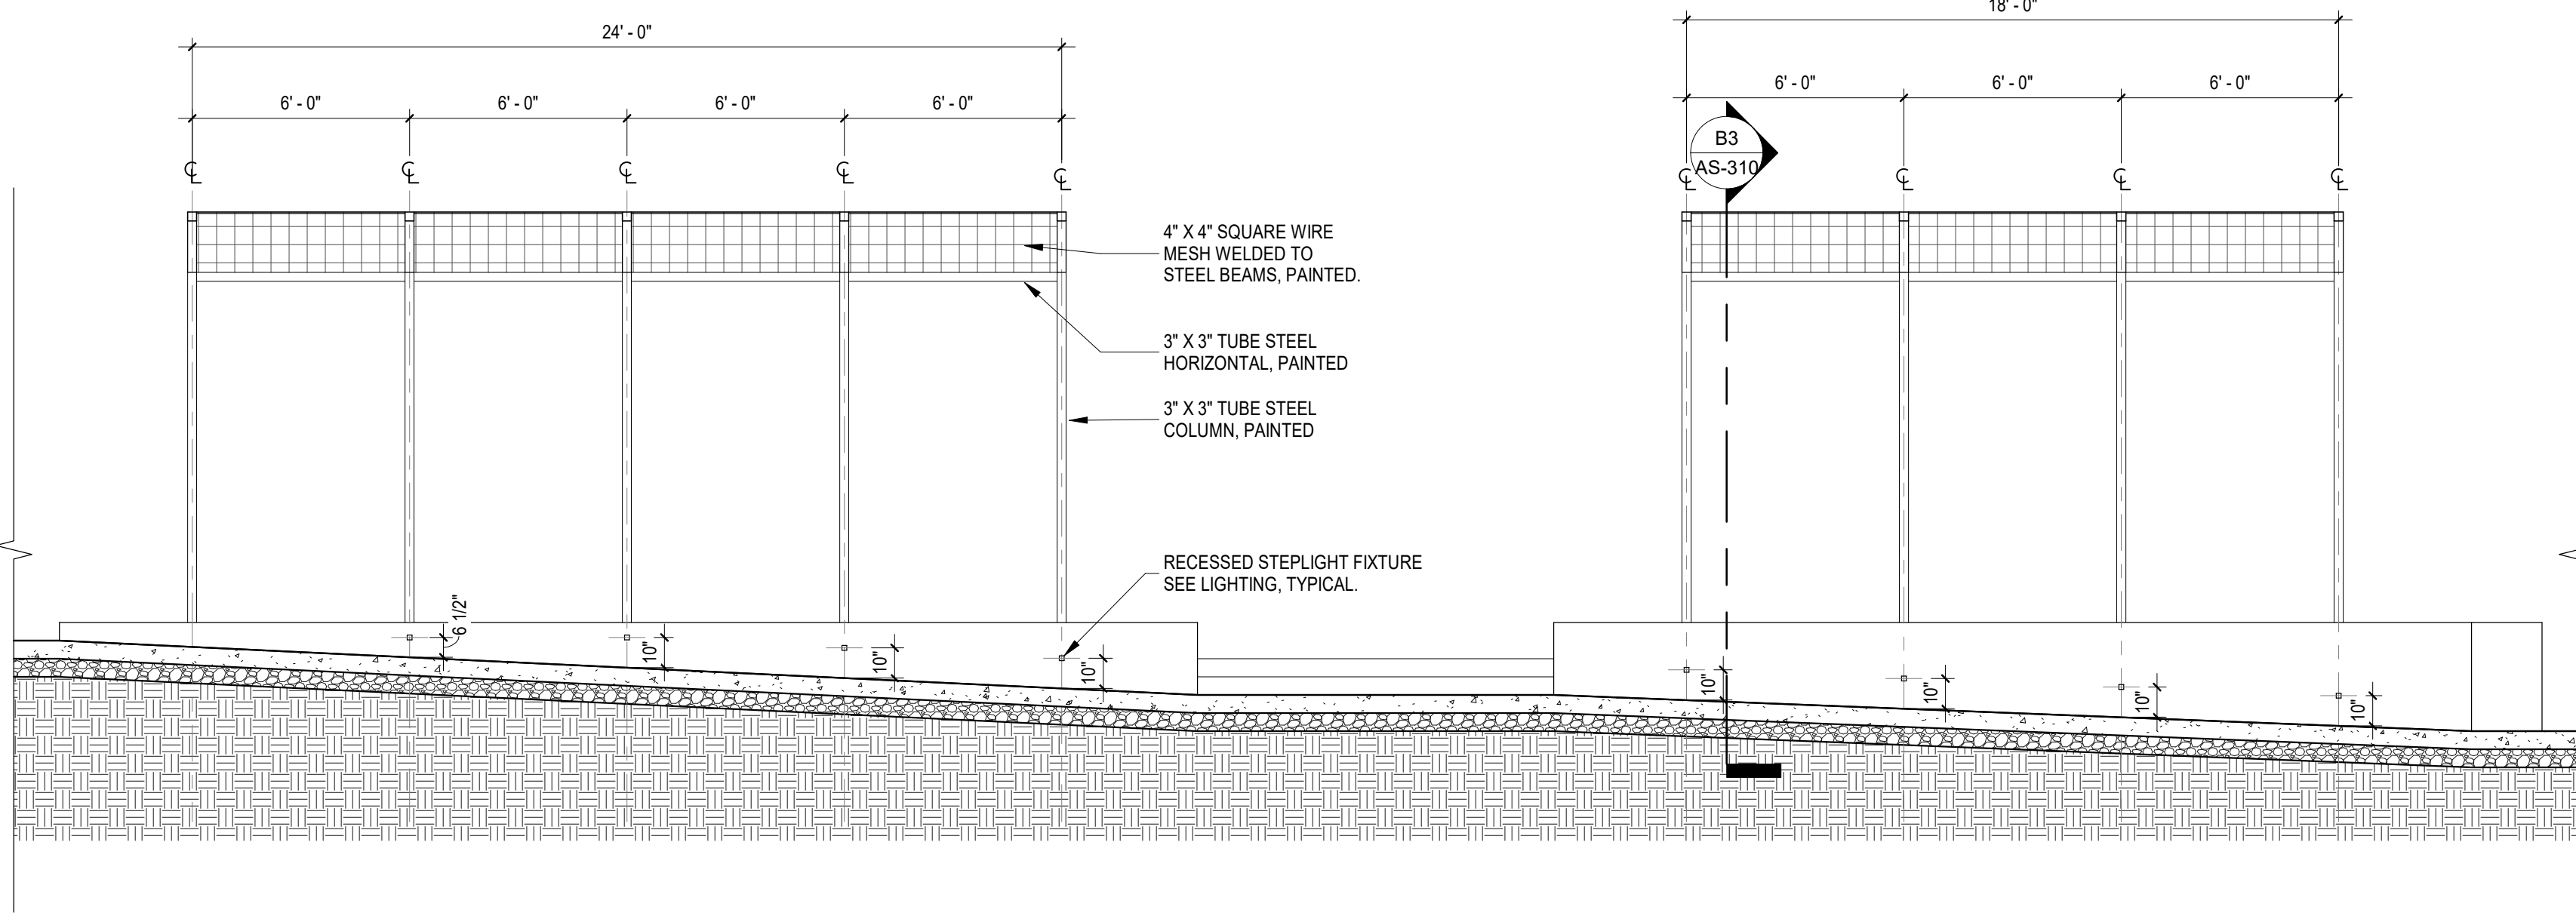 24' - 0"
18' - 0"
6' - 0"
6' - 0"
6' - 0"
6' - 0"
6' - 0"
6' - 0"
6' - 0"
B3
AS-310
4" X 4" SQUARE WIRE
MESH WELDED TO
STEEL BEAMS, PAINTED.
3" X 3" TUBE STEEL
HORIZONTAL, PAINTED
3" X 3" TUBE STEEL
COLUMN, PAINTED
RECESSED STEPLIGHT FIXTURE
SEE LIGHTING, TYPICAL.
6 1/2"
10"
10"
10"
10"
10"
10"
10"